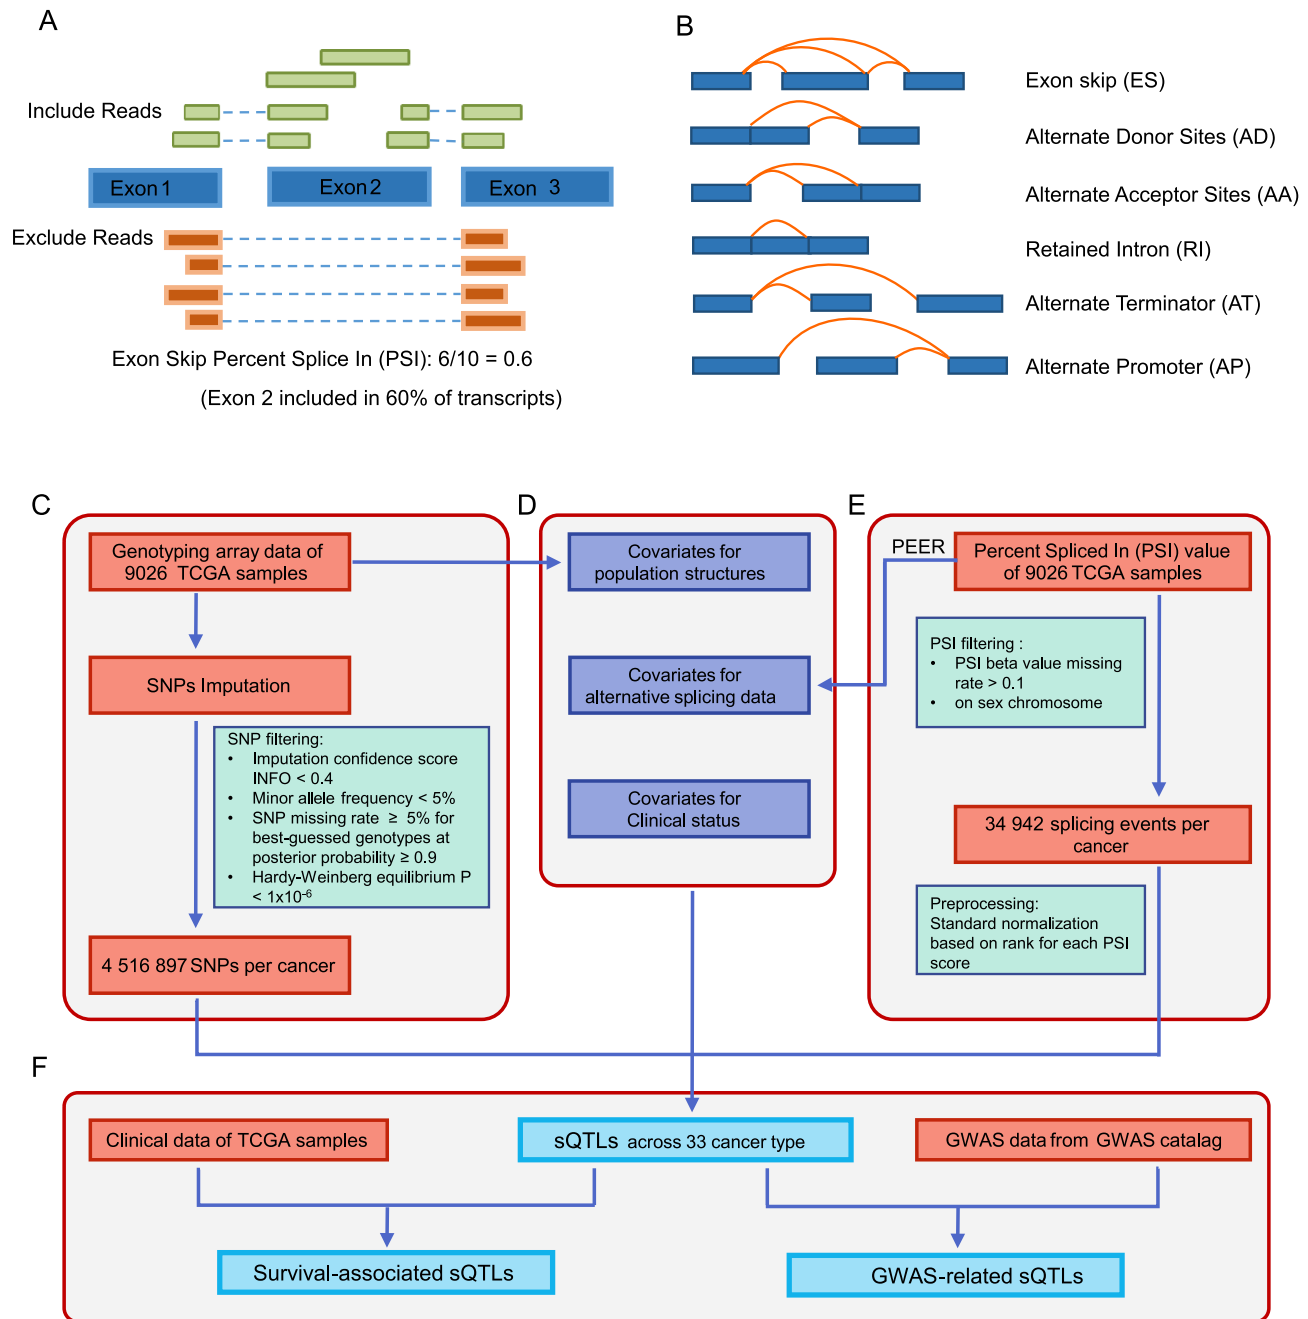 A
Include Reads
Exon 1
Exon 2
Exon 3
Exclude Reads
Exon Skip Percent Splice In (PSI): 6/10 = 0.6
(Exon 2 included in 60% of transcripts)
B
Exon skip (ES)
Alternate Donor Sites (AD)
Alternate Acceptor Sites (AA)
Retained Intron (RI)
Alternate Terminator (AT)
Alternate Promoter (AP)
C
Genotyping array data of
9026 TCGA samples
SNPs Imputation
SNP filtering:
• Imputation confidence score
INFO < 0.4
• Minor allele frequency < 5%
• SNP missing rate ≥ 5% for
best-guessed genotypes at
posterior probability ≥ 0.9
• Hardy-Weinberg equilibrium P
< 1x10⁻⁶
4 516 897 SNPs per cancer
D
Covariates for
population structures
Covariates for
alternative splicing data
Covariates for
Clinical status
E
PEER
Percent Spliced In (PSI) value
of 9026 TCGA samples
PSI filtering :
• PSI beta value missing
rate > 0.1
• on sex chromosome
34 942 splicing events per
cancer
Preprocessing:
Standard normalization
based on rank for each PSI
score
F
Clinical data of TCGA samples
sQTLs across 33 cancer type
GWAS data from GWAS catalag
Survival-associated sQTLs
GWAS-related sQTLs